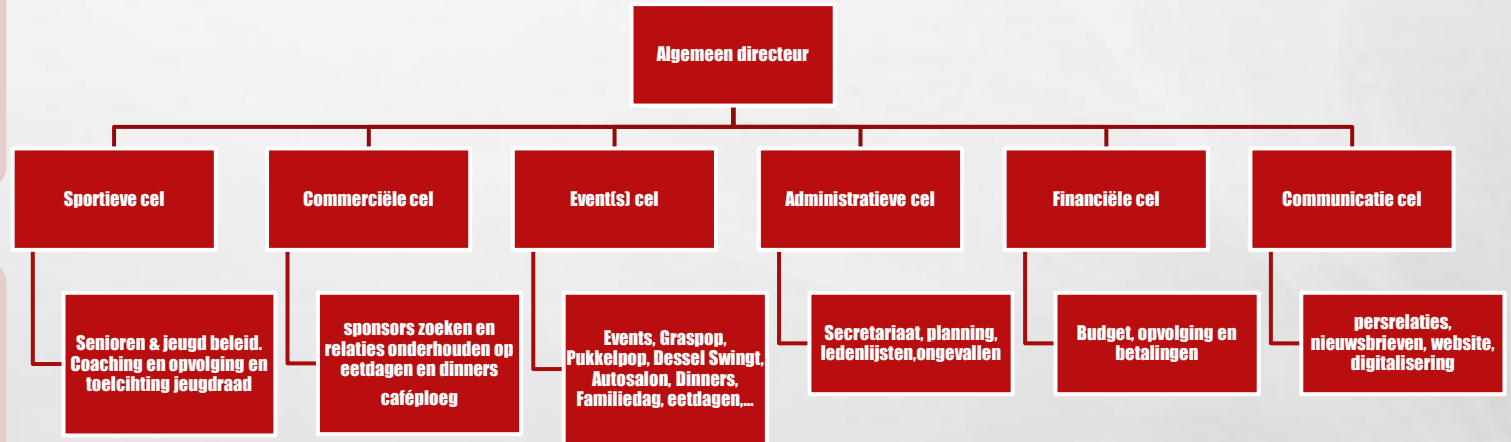 Algemeen directeur
Sportieve cel
Commerciële cel
Event(s) cel
Administratieve cel
Financiële cel
Communicatie cel
Senioren & jeugd beleid.
Coaching en opvolging en
toelcihting jeugdraad
sponsors zoeken en
relaties onderhouden op
eetdagen en dinners
caféploeg
Events, Graspop,
Pukkelpop, Dessel Swingt,
Autosalon, Dinners,
Familiedag, eetdagen,...
Secretariaat, planning,
ledenlijsten,ongevallen
Budget, opvolging en
betalingen
persrelaties,
nieuwsbrieven, website,
digitalisering